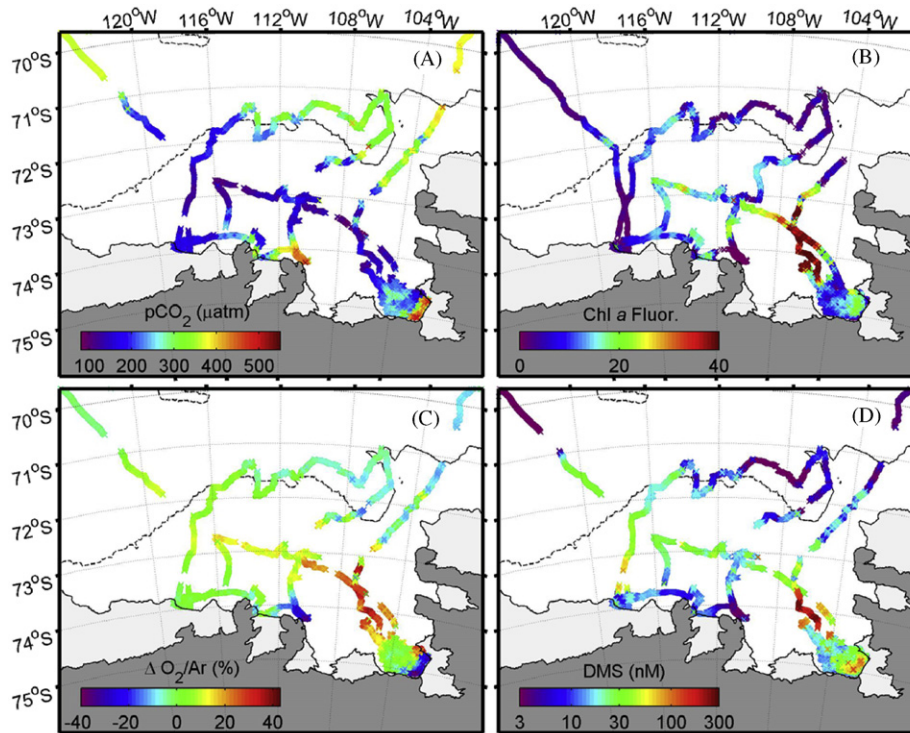 120°W 116°W 112°W 108°W 104°W
120°W 116°W 112°W 108°W 104°W
70°S
71°S
72°S
73°S
74°S
75°S
(A)
pCO2 (µatm)
100 200 300 400 500
(B)
Chl a Fluor.
0 20 40
70°S
71°S
72°S
73°S
74°S
75°S
(C)
Δ O2/Ar (%)
-40 -20 0 20 40
(D)
DMS (nM)
3 10 30 100 300